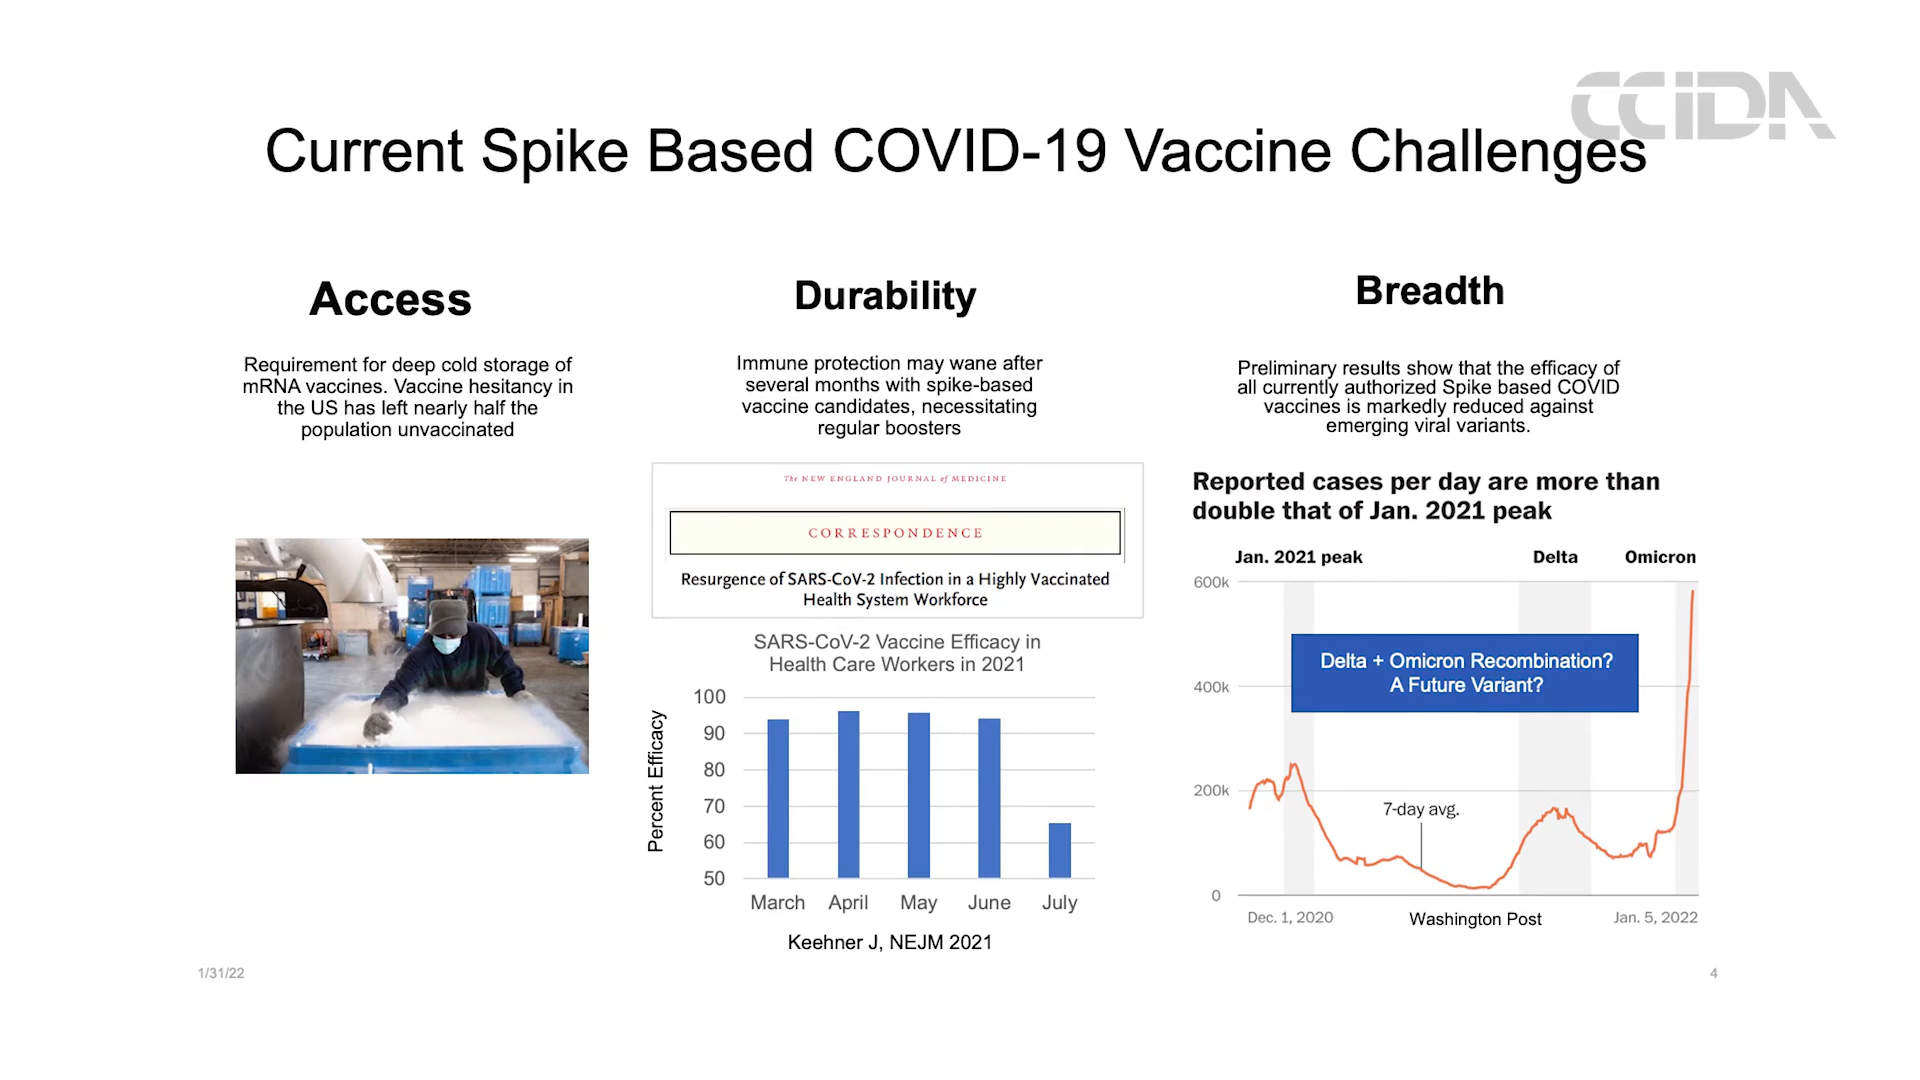 CCiDA
Current Spike Based COVID-19 Vaccine Challenges
Access
Requirement for deep cold storage of
mRNA vaccines. Vaccine hesitancy in
the US has left nearly half the
population unvaccinated
Durability
Immune protection may wane after
several months with spike-based
vaccine candidates, necessitating
regular boosters
The NEW ENGLAND JOURNAL of MEDICINE
CORRESPONDENCE
Resurgence of SARS-CoV-2 Infection in a Highly Vaccinated
Health System Workforce
SARS-CoV-2 Vaccine Efficacy in
Health Care Workers in 2021
Percent Efficacy
100
90
80
70
60
50
March April May June July
Keehner J, NEJM 2021
Breadth
Preliminary results show that the efficacy of
all currently authorized Spike based COVID
vaccines is markedly reduced against
emerging viral variants.
Reported cases per day are more than
double that of Jan. 2021 peak
Jan. 2021 peak Delta Omicron
600k
Delta + Omicron Recombination?
A Future Variant?
400k
200k
7-day avg.
0
Dec. 1, 2020 Washington Post Jan. 5, 2022
1/31/22
4